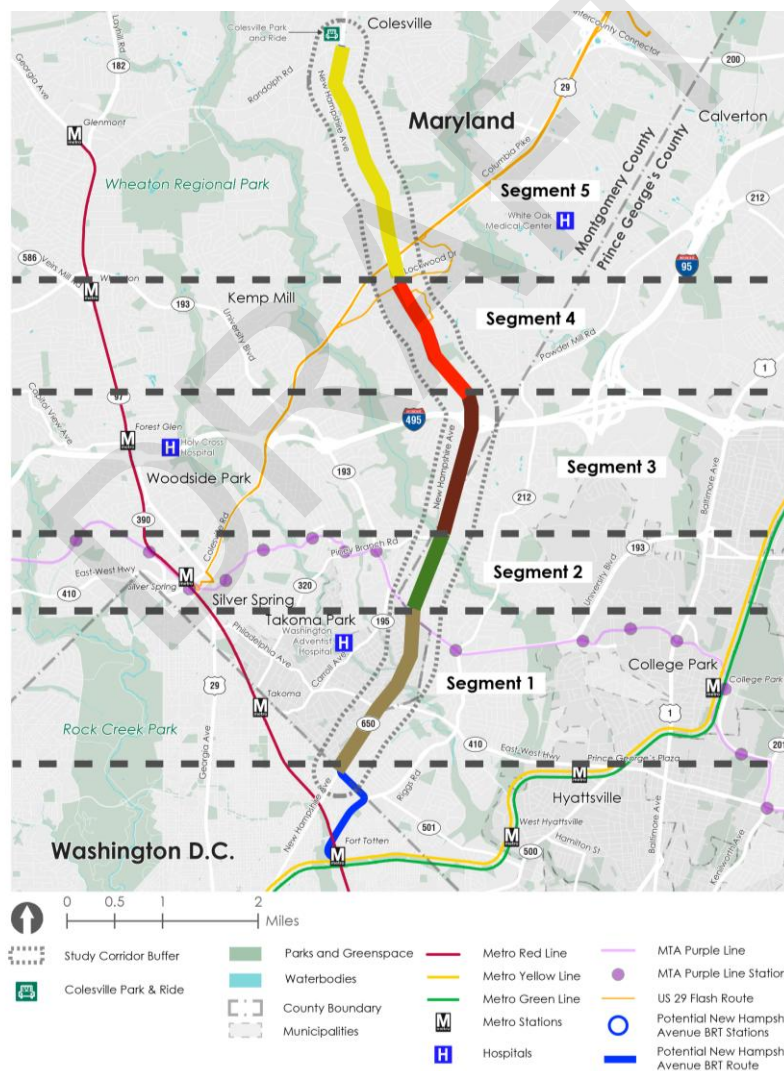 Colesville Park
and Ride
Colesville
Layhill Rd
Georgia Ave
182
Randolph Rd
New Hampshire Ave
Intercounty Connector
200
29
Glenmont
Maryland
Calverton
Columbia Pike
Montgomery County
Prince George's County
Wheaton Regional Park
Segment 5
White Oak
Medical Center
H
212
586
Veirs Mill Rd
Wheaton
M
Lockwood Dr
95
193
Kemp Mill
University Blvd
Segment 4
Powder Mill Rd
1
97
Capitol View Ave
Forest Glen
Holy Cross
Hospital
H
495
New Hampshire Ave
Baltimore Ave
Woodside Park
193
Segment 3
212
390
Colesville Rd
Piney Branch Rd
University Blvd
193
East-West Hwy
410
Silver Spring
M
Silver Spring
320
Segment 2
Takoma Park
Washington
Adventist
Hospital
H
195
Philadelphia Ave
Carroll Ave
College Park
College Park
M
29
Takoma
M
Segment 1
Rock Creek Park
Georgia Ave
650
410
East-West Hwy
1
201
Prince George's Plaza
M
New Hampshire Ave
Riggs Rd
Hyattsville
501
West Hyattsville
M
Hamilton St
500
Baltimore Ave
Kenilworth Ave
Washington D.C.
Fort Totten
M
DRAFT
0 0.5 1 2
Miles
Study Corridor Buffer
Colesville Park & Ride
Parks and Greenspace
Waterbodies
County Boundary
Municipalities
Metro Red Line
Metro Yellow Line
Metro Green Line
M Metro Stations
H Hospitals
MTA Purple Line
MTA Purple Line Station
US 29 Flash Route
Potential New Hampsh
Avenue BRT Stations
Potential New Hampsh
Avenue BRT Route